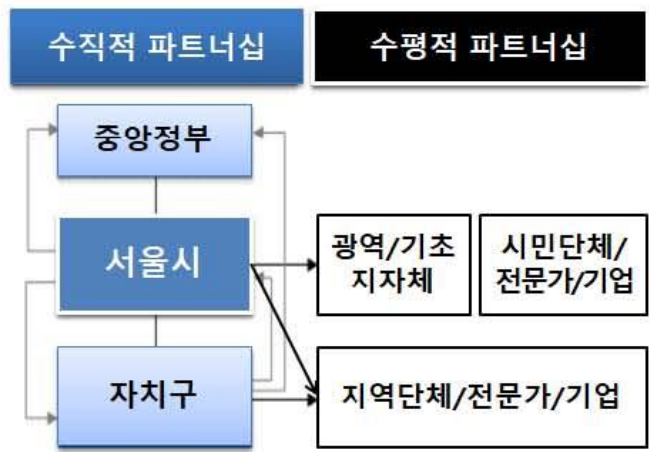 수직적 파트너십
수평적 파트너십
중앙정부
서울시
광역/기초
지자체
시민단체/
전문가/기업
자치구
지역단체/전문가/기업